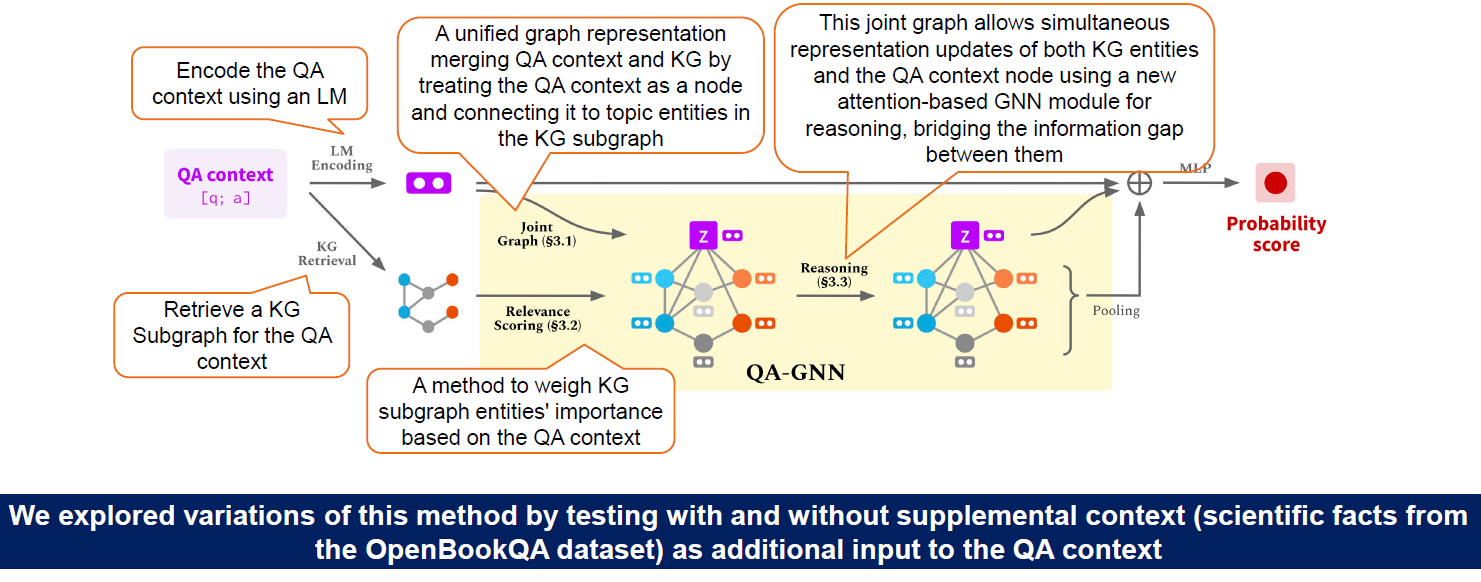 Encode the QA
context using an LM
A unified graph representation
merging QA context and KG by
treating the QA context as a node
and connecting it to topic entities in
the KG subgraph
This joint graph allows simultaneous
representation updates of both KG entities
and the QA context node using a new
attention-based GNN module for
reasoning, bridging the information gap
between them
QA context
[q; a]
LM
Encoding
KG
Retrieval
Retrieve a KG
Subgraph for the QA
context
Joint
Graph (§3.1)
Relevance
Scoring (§3.2)
A method to weigh KG
subgraph entities' importance
based on the QA context
Z
Reasoning
(§3.3)
Z
QA-GNN
Pooling
MLP
Probability
score
We explored variations of this method by testing with and without supplemental context (scientific facts from
the OpenBookQA dataset) as additional input to the QA context